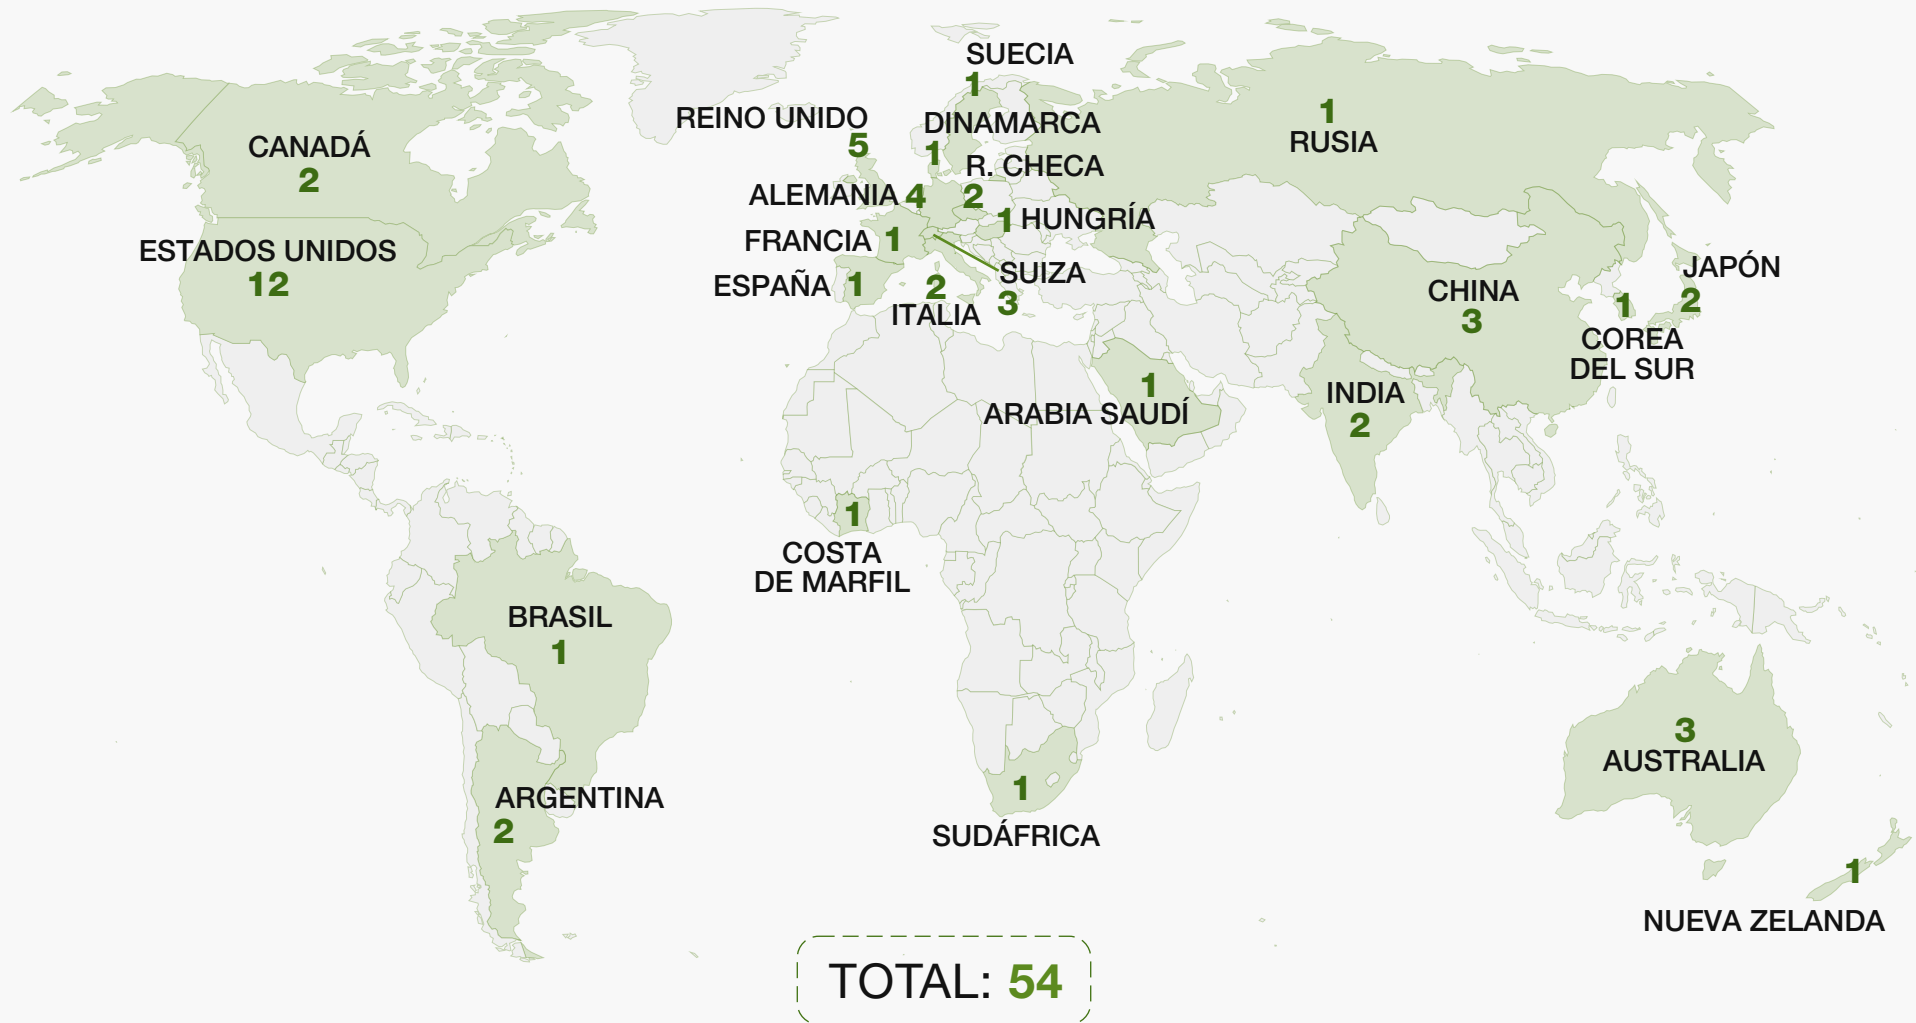 SUECIA
1
REINO UNIDO
5
DINAMARCA
1
1
RUSIA
CANADÁ
2
R. CHECA
2
ALEMANIA 4
1 HUNGRÍA
FRANCIA 1
ESTADOS UNIDOS
12
SUIZA
3
ESPAÑA 1
2
ITALIA
JAPÓN
2
CHINA
3
1
COREA
DEL SUR
1
ARABIA SAUDÍ
INDIA
2
1
COSTA
DE MARFIL
BRASIL
1
3
AUSTRALIA
ARGENTINA
2
1
SUDÁFRICA
1
NUEVA ZELANDA
TOTAL: 54